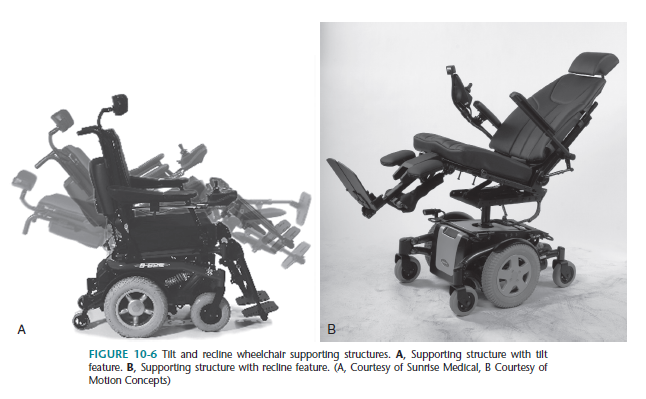 A
B
FIGURE 10-6 Tilt and recline wheelchair supporting structures. A, Supporting structure with tilt
feature. B, Supporting structure with recline feature. (A, Courtesy of Sunrise Medical, B Courtesy of
Motion Concepts)